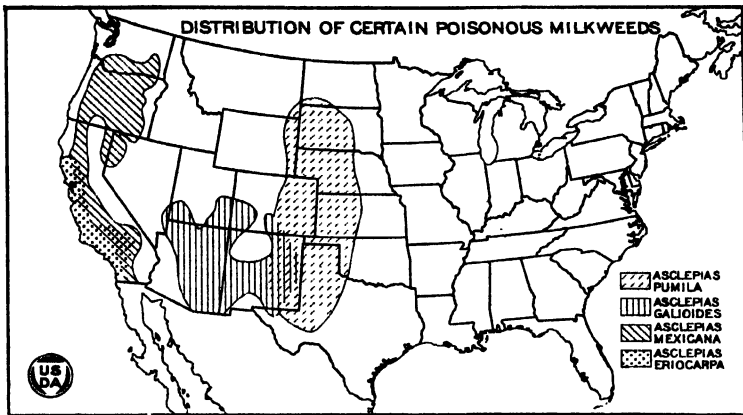 DISTRIBUTION OF CERTAIN POISONOUS MILKWEEDS
ASCLEPIAS
PUMILA
ASCLEPIAS
GALIOIDES
ASCLEPIAS
MEXICANA
ASCLEPIAS
ERIOCARPA
US
DA